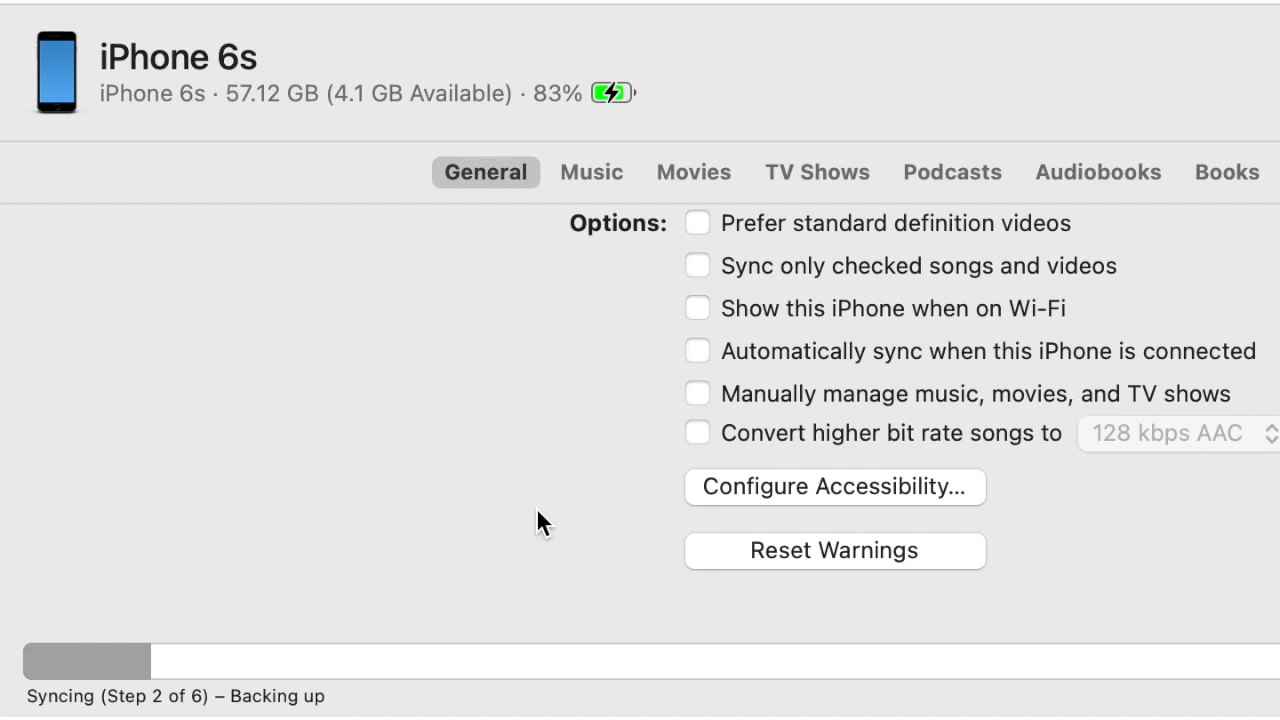 iPhone 6s
iPhone 6s · 57.12 GB (4.1 GB Available) · 83%
General Music Movies TV Shows Podcasts Audiobooks Books
Options: Prefer standard definition videos
Sync only checked songs and videos
Show this iPhone when on Wi-Fi
Automatically sync when this iPhone is connected
Manually manage music, movies, and TV shows
Convert higher bit rate songs to 128 kbps AAC
Configure Accessibility...
Reset Warnings
Syncing (Step 2 of 6) – Backing up